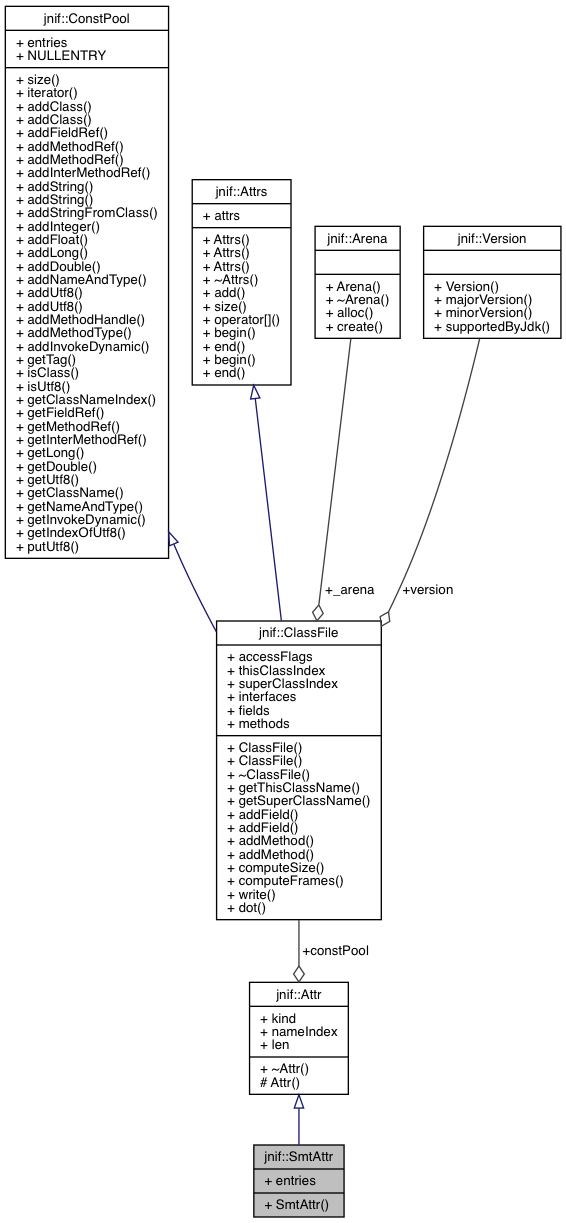 jnif::ConstPool
+ entries
+ NULLENTRY
+ size()
+ iterator()
+ addClass()
+ addClass()
+ addFieldRef()
+ addMethodRef()
+ addMethodRef()
+ addInterMethodRef()
+ addString()
+ addString()
+ addStringFromClass()
+ addInteger()
+ addFloat()
+ addLong()
+ addDouble()
+ addNameAndType()
+ addUtf8()
+ addUtf8()
+ addMethodHandle()
+ addMethodType()
+ addInvokeDynamic()
+ getTag()
+ isClass()
+ isUtf8()
+ getClassNameIndex()
+ getFieldRef()
+ getMethodRef()
+ getInterMethodRef()
+ getLong()
+ getDouble()
+ getUtf8()
+ getClassName()
+ getNameAndType()
+ getInvokeDynamic()
+ getIndexOfUtf8()
+ putUtf8()
jnif::Attrs
+ attrs
+ Attrs()
+ Attrs()
+ Attrs()
+ ~Attrs()
+ add()
+ size()
+ operator[]()
+ begin()
+ end()
+ begin()
+ end()
jnif::Arena
+ Arena()
+ ~Arena()
+ alloc()
+ create()
jnif::Version
+ Version()
+ majorVersion()
+ minorVersion()
+ supportedByJdk()
+_arena
+version
jnif::ClassFile
+ accessFlags
+ thisClassIndex
+ superClassIndex
+ interfaces
+ fields
+ methods
+ ClassFile()
+ ClassFile()
+ ~ClassFile()
+ getThisClassName()
+ getSuperClassName()
+ addField()
+ addField()
+ addMethod()
+ addMethod()
+ computeSize()
+ computeFrames()
+ write()
+ dot()
+constPool
jnif::Attr
+ kind
+ nameIndex
+ len
+ ~Attr()
# Attr()
jnif::SmtAttr
+ entries
+ SmtAttr()